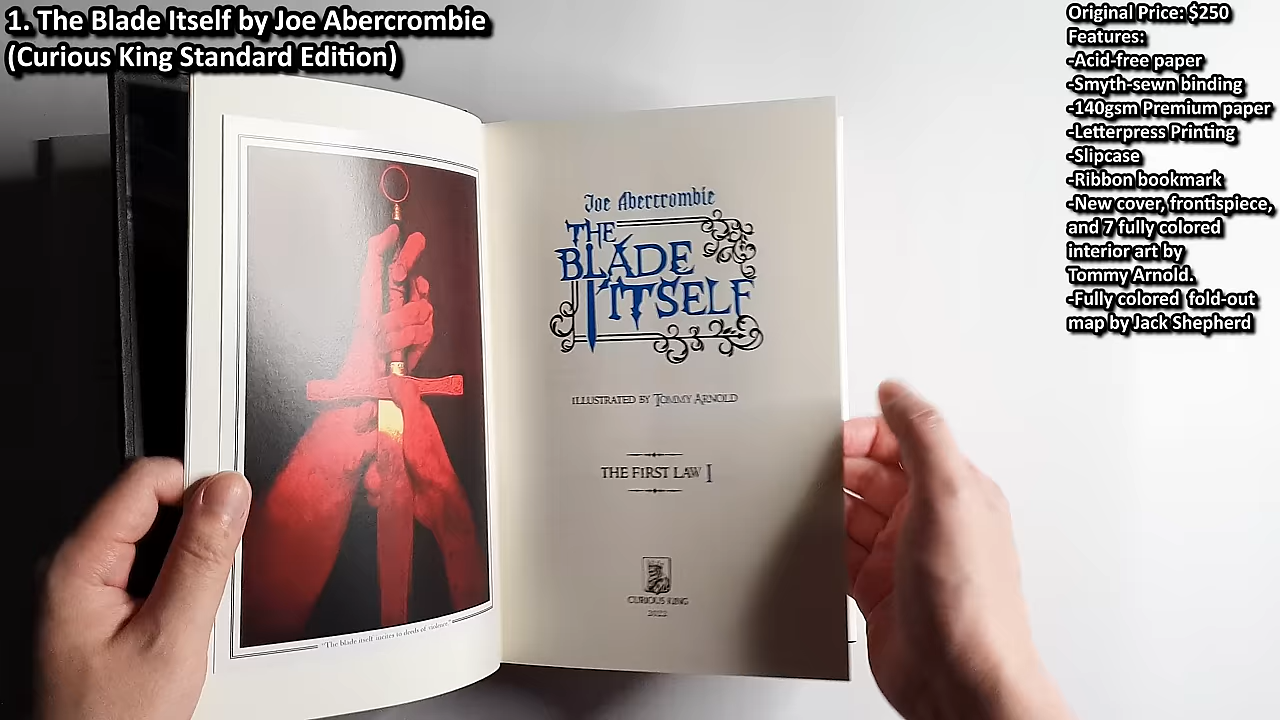 1. The Blade Itself by Joe Abercrombie
(Curious King Standard Edition)
Original Price: $250
Features:
-Acid-free paper
-Smyth-sewn binding
-140gsm Premium paper
-Letterpress Printing
-Slipcase
-Ribbon bookmark
-New cover, frontispiece,
and 7 fully colored
interior art by
Tommy Arnold.
-Fully colored fold-out
map by Jack Shepherd
"The blade itself incites to deeds of violence."
Joe Abercrombie
THE
BLADE
ITSELF
ILLUSTRATED BY TOMMY ARNOLD
THE FIRST LAW I
CURIOUS KING
2022